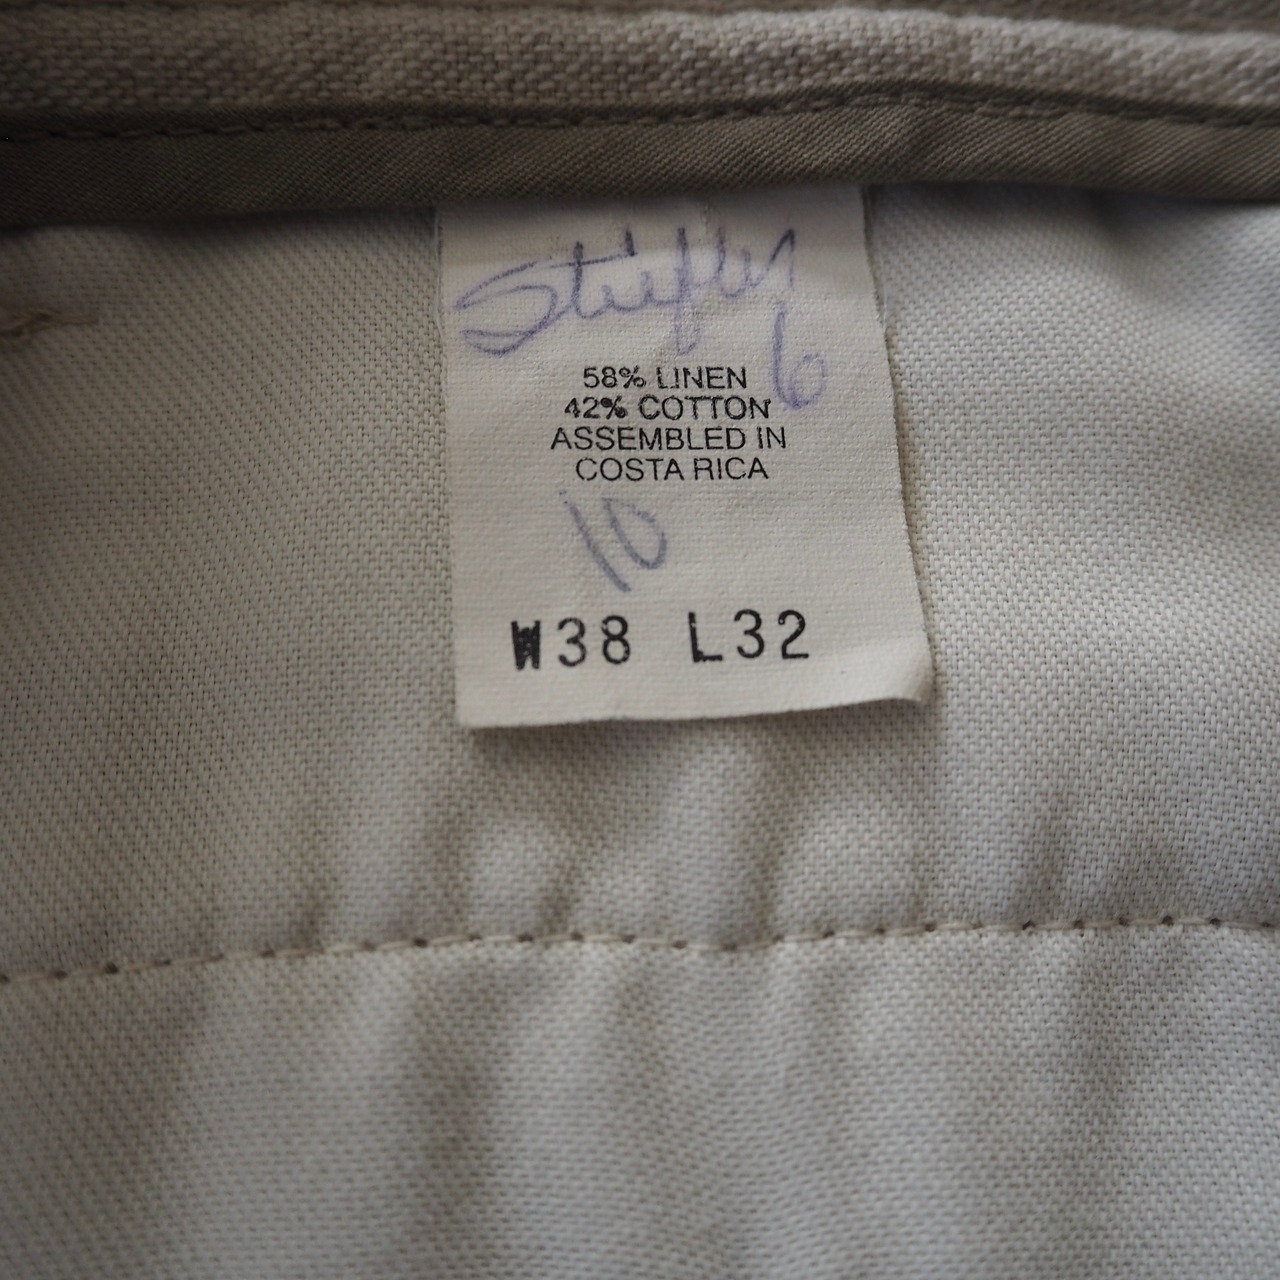 6
58% LINEN
42% COTTON
ASSEMBLED IN
COSTA RICA
10
W38 L32